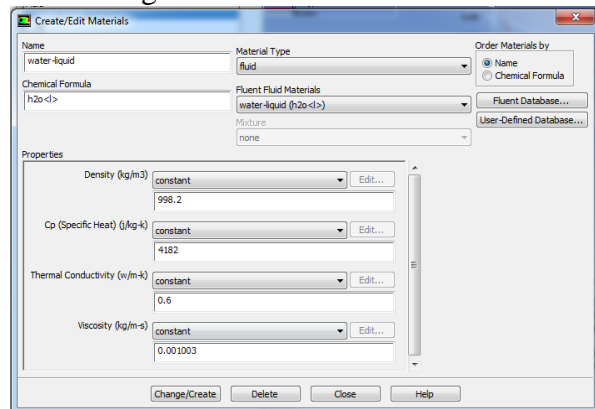 Create/Edit Materials
Name
water-liquid
Material Type
fluid
Order Materials by
Name
Chemical Formula
Chemical Formula
h2o<l>
Fluent Fluid Materials
water-liquid (h2o<l>)
Fluent Database...
User-Defined Database...
Mixture
none
Properties
Density (kg/m3) constant Edit...
998.2
Cp (Specific Heat) (j/kg-k) constant Edit...
4182
Thermal Conductivity (w/m-k) constant Edit...
0.6
Viscosity (kg/m-s) constant Edit...
0.001003
Change/Create Delete Close Help